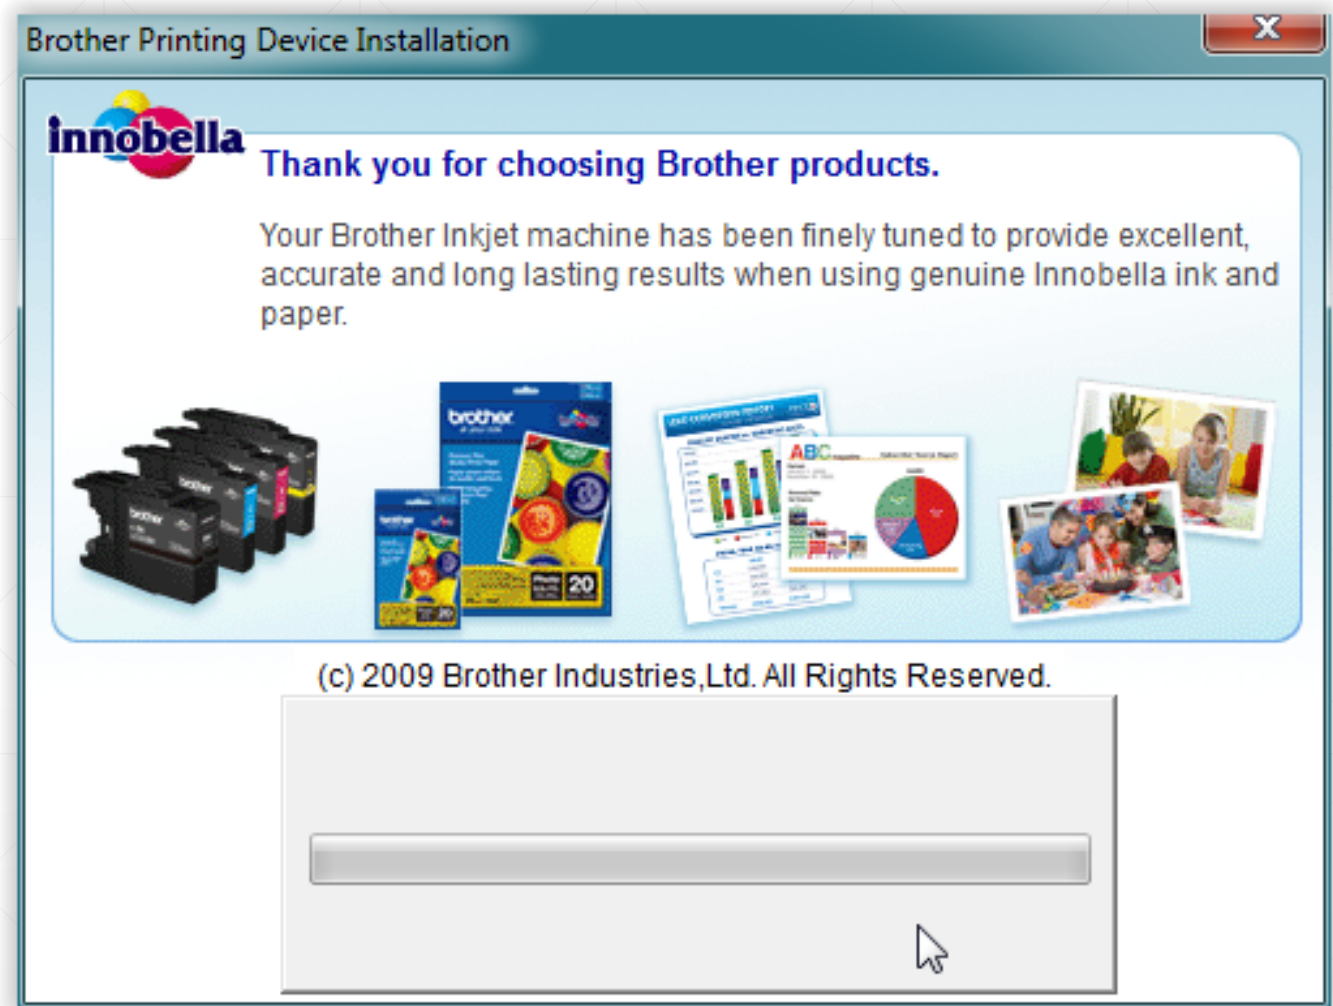 Brother Printing Device Installation
innobella
Thank you for choosing Brother products.
Your Brother Inkjet machine has been finely tuned to provide excellent,
accurate and long lasting results when using genuine Innobella ink and
paper.
brother
brother
brother
brother
20
20
ABC
(c) 2009 Brother Industries,Ltd. All Rights Reserved.